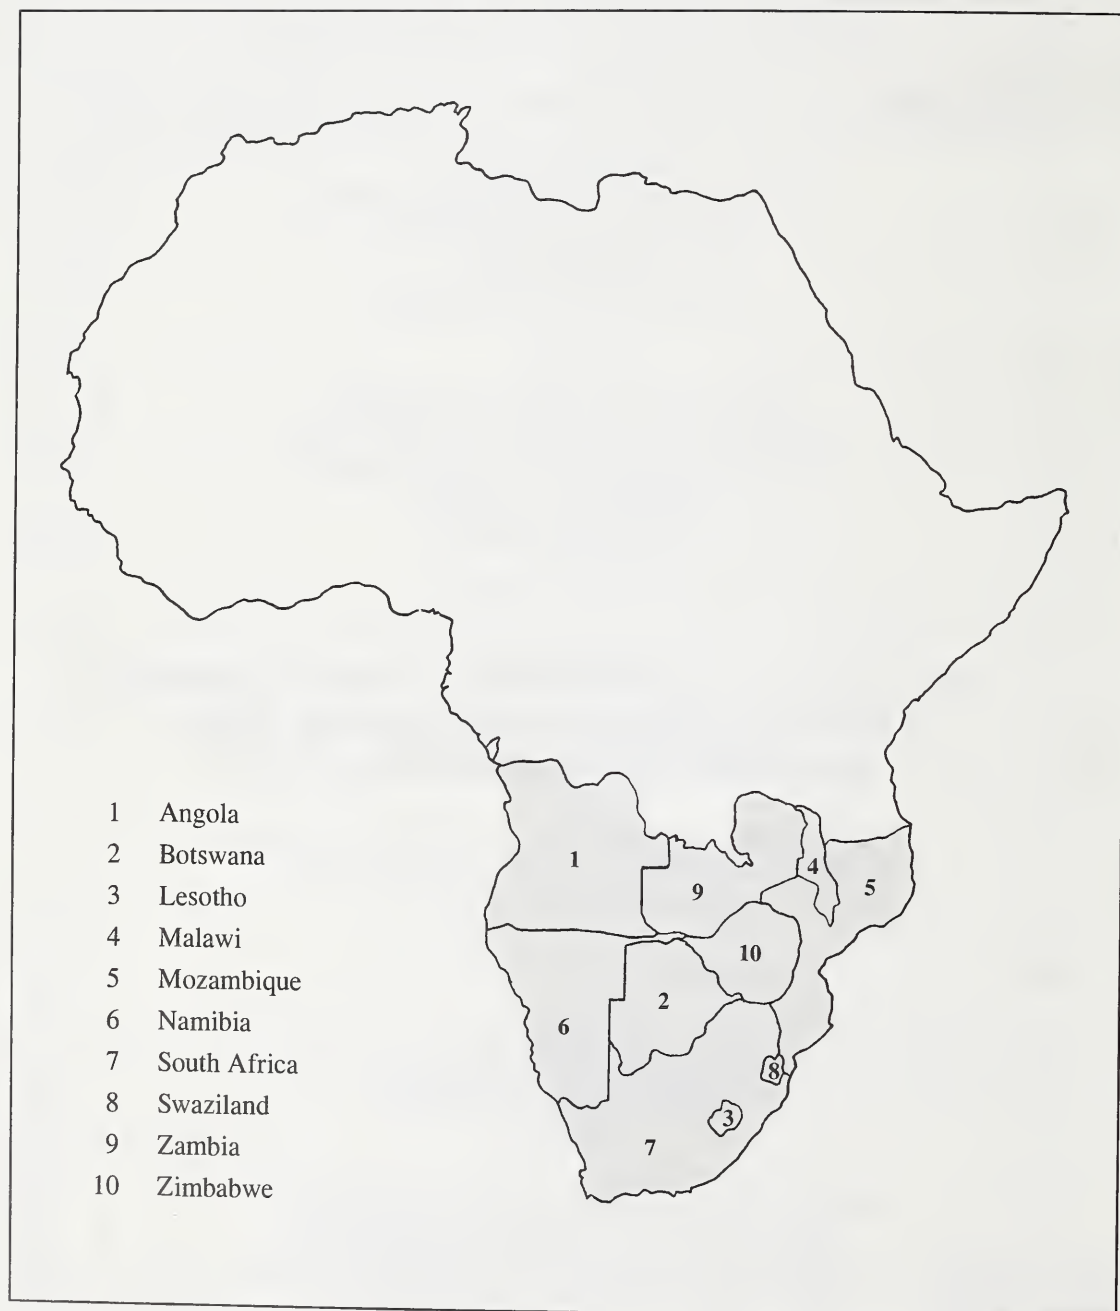 1 Angola
2 Botswana
3 Lesotho
4 Malawi
5 Mozambique
6 Namibia
7 South Africa
8 Swaziland
9 Zambia
10 Zimbabwe
1
9
4
5
10
2
6
8
3
7